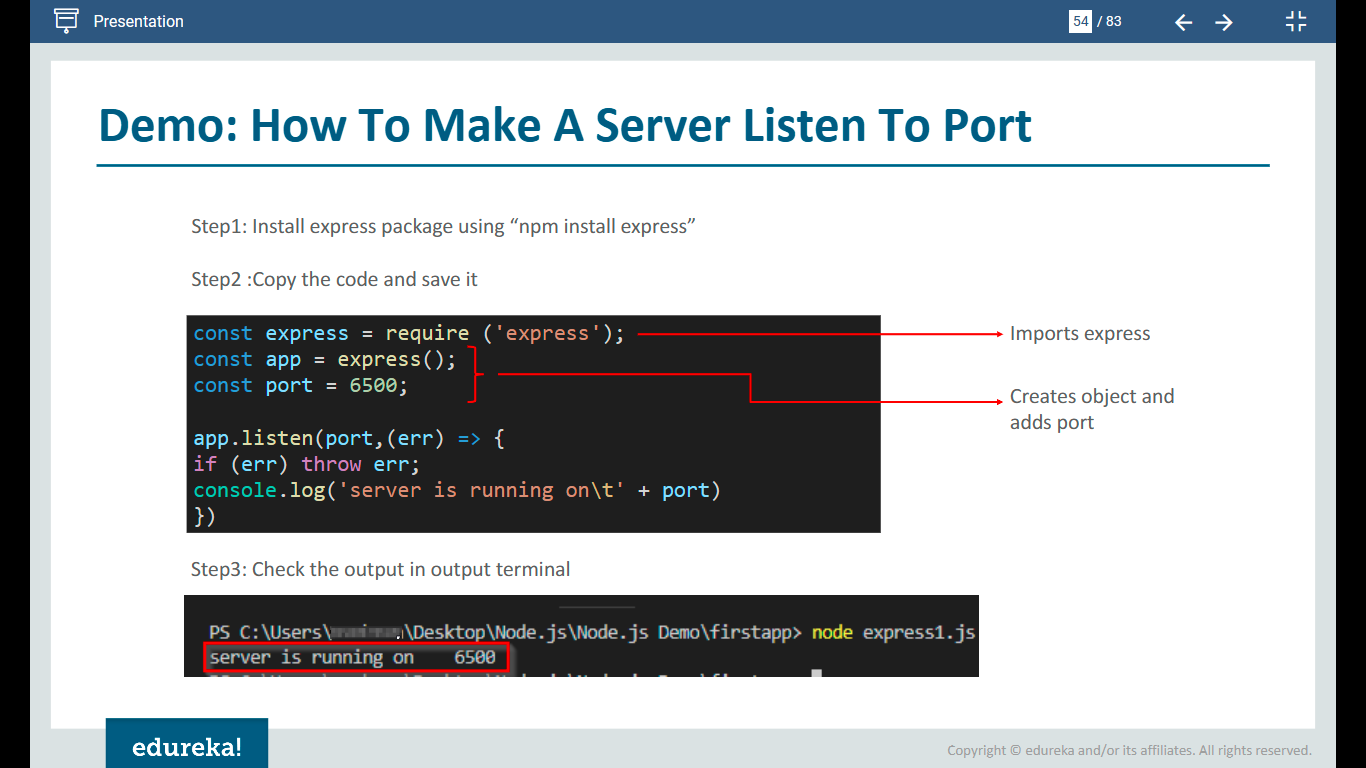 Presentation
54 / 83
Demo: How To Make A Server Listen To Port
Step1: Install express package using “npm install express”
Step2 :Copy the code and save it
const express = require ('express');
const app = express();
const port = 6500;
app.listen(port,(err) => {
if (err) throw err;
console.log('server is running on\t' + port)
})
Imports express
Creates object and
adds port
Step3: Check the output in output terminal
PS C:\Users\ \Desktop\Node.js\Node.js Demo\firstapp> node express1.js
server is running on 6500
edureka!
Copyright © edureka and/or its affiliates. All rights reserved.